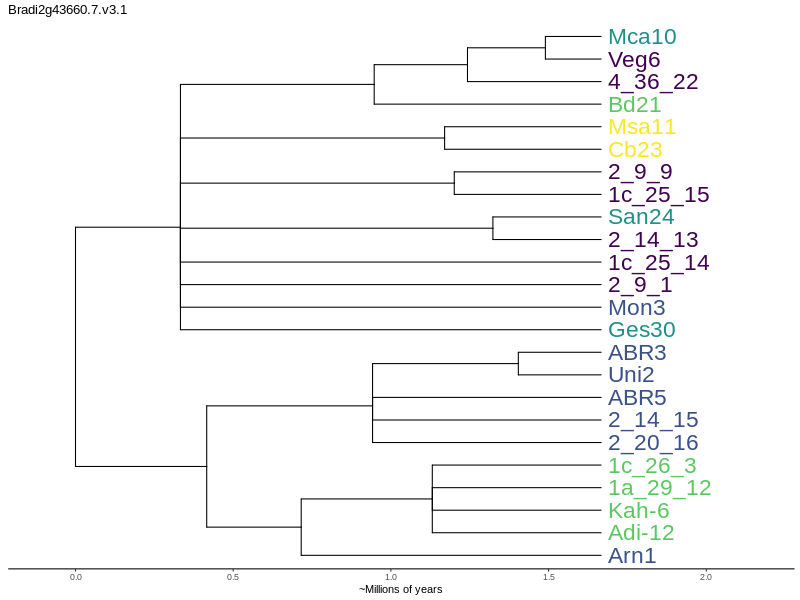 Bradi2g43660.7.v3.1
Mca10
Veg6
4_36_22
Bd21
Msa11
Cb23
2_9_9
1c_25_15
San24
2_14_13
1c_25_14
2_9_1
Mon3
Ges30
ABR3
Uni2
ABR5
2_14_15
2_20_16
1c_26_3
1a_29_12
Kah-6
Adi-12
Arn1
0.0 0.5 1.0 1.5 2.0
~Millions of years